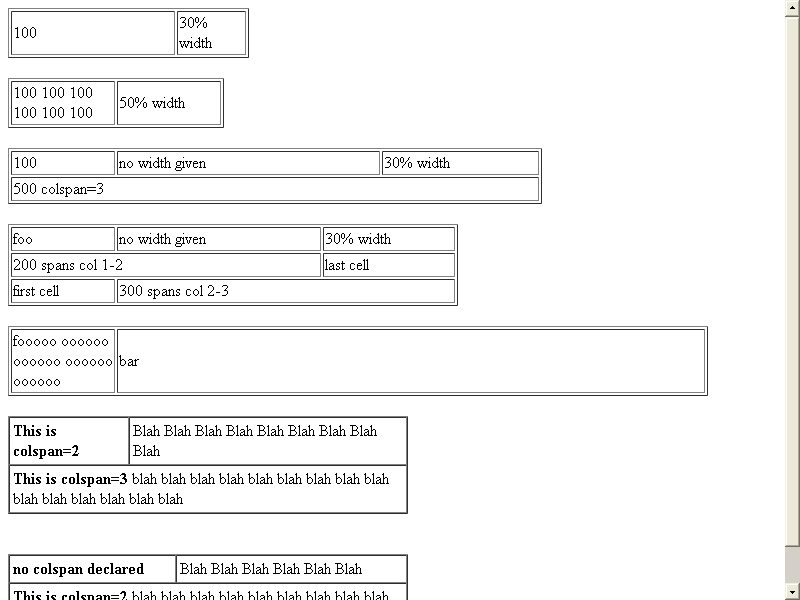 100
30%
width
100 100 100
100 100 100
50% width
100
no width given
30% width
500 colspan=3
foo
no width given
30% width
200 spans col 1-2
last cell
first cell
300 spans col 2-3
fooooo oooooo
oooooo oooooo
oooooo
bar
This is
colspan=2
Blah Blah Blah Blah Blah Blah Blah Blah
Blah
This is colspan=3 blah blah blah blah blah blah blah blah blah
blah blah blah blah blah blah
no colspan declared
Blah Blah Blah Blah Blah Blah
This is colspan=2 blah blah blah blah blah blah blah blah blah